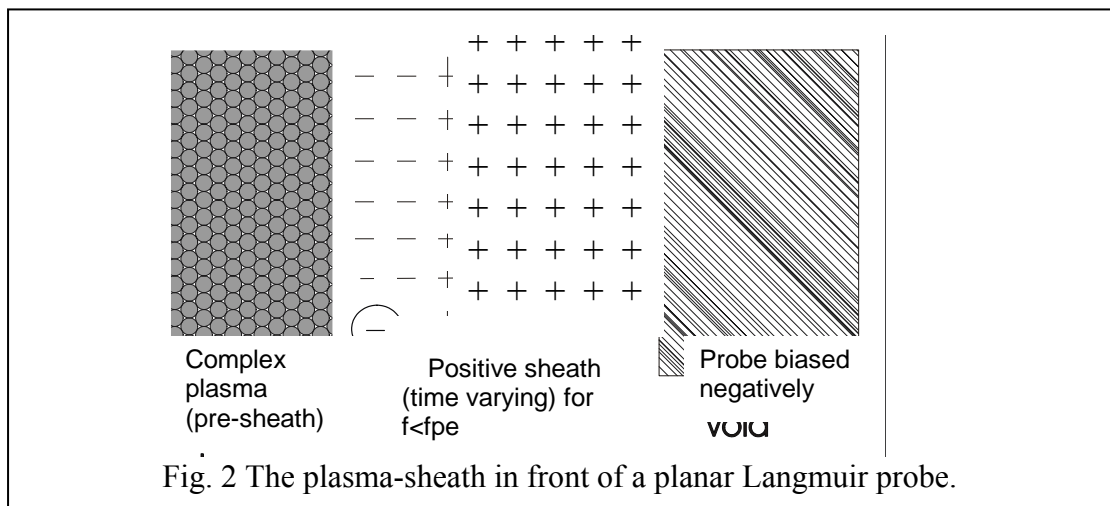 Complex
plasma
(pre-sheath)
Positive sheath
(time varying) for
f<fpe
Probe biased
negatively
Fig. 2 The plasma-sheath in front of a planar Langmuir probe.